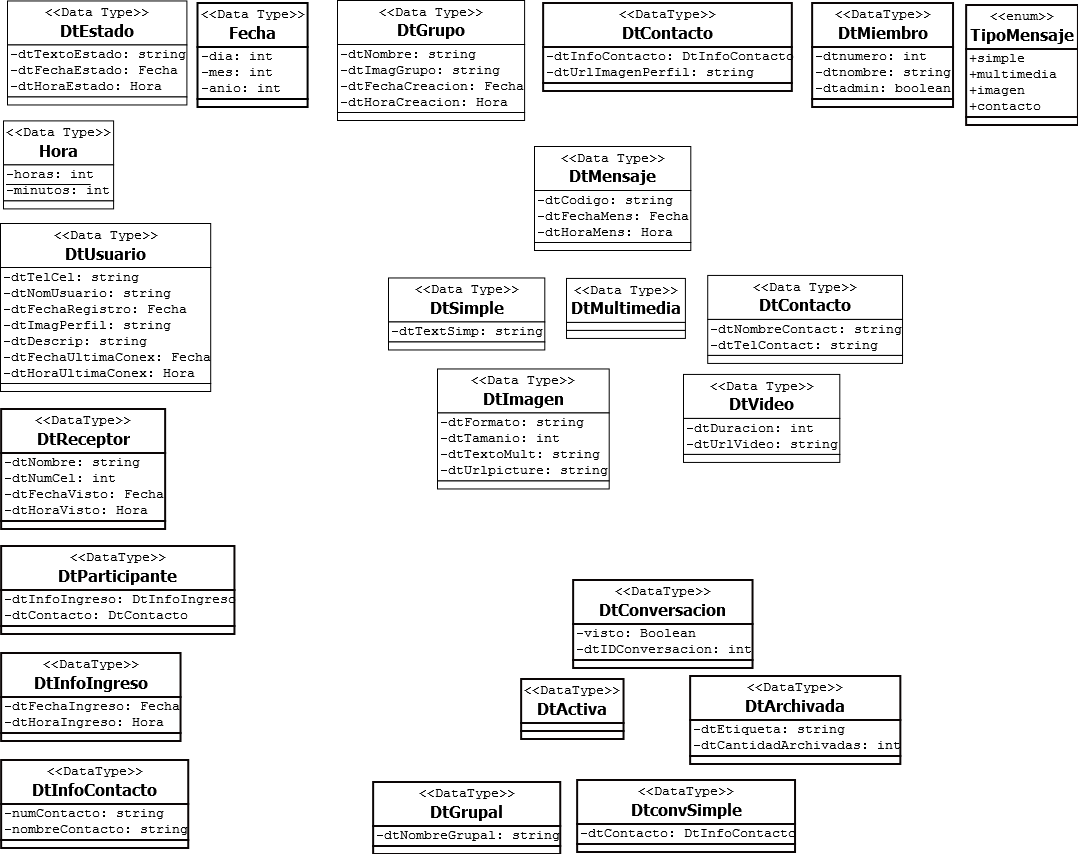 <<Data Type>>
DtEstado
-dtTextoEstado: string
-dtFechaEstado: Fecha
-dtHoraEstado: Hora
<<Data Type>>
Fecha
-dia: int
-mes: int
-anio: int
<<Data Type>>
DtGrupo
-dtNombre: string
-dtImagGrupo: string
-dtFechaCreacion: Fecha
-dtHoraCreacion: Hora
<<DataType>>
DtContacto
-dtInfoContacto: DtInfoContacto
-dtUrlImagenPerfil: string
<<DataType>>
DtMiembro
-dtnumero: int
-dtnombre: string
-dtadmin: boolean
<<enum>>
TipoMensaje
+simple
+multimedia
+imagen
+contacto
<<Data Type>>
Hora
-horas: int
-minutos: int
<<Data Type>>
DtMensaje
-dtCodigo: string
-dtFechaMens: Fecha
-dtHoraMens: Hora
<<Data Type>>
DtUsuario
-dtTelCel: string
-dtNomUsuario: string
-dtFechaRegistro: Fecha
-dtImagPerfil: string
-dtDescrip: string
-dtFechaUltimaConex: Fecha
-dtHoraUltimaConex: Hora
<<Data Type>>
DtSimple
-dtTextSimp: string
<<Data Type>>
DtMultimedia
<<Data Type>>
DtContacto
-dtNombreContact: string
-dtTelContact: string
<<Data Type>>
DtImagen
-dtFormato: string
-dtTamanio: int
-dtTextoMult: string
-dtUrlpicture: string
<<Data Type>>
DtVideo
-dtDuracion: int
-dtUrlVideo: string
<<DataType>>
DtReceptor
-dtNombre: string
-dtNumCel: int
-dtFechaVisto: Fecha
-dtHoraVisto: Hora
<<DataType>>
DtParticipante
-dtInfoIngreso: DtInfoIngreso
-dtContacto: DtContacto
<<DataType>>
DtConversacion
-visto: Boolean
-dtIDConversacion: int
<<DataType>>
DtInfoIngreso
-dtFechaIngreso: Fecha
-dtHoraIngreso: Hora
<<DataType>>
DtActiva
<<DataType>>
DtArchivada
-dtEtiqueta: string
-dtCantidadArchivadas: int
<<DataType>>
DtInfoContacto
-numContacto: string
-nombreContacto: string
<<DataType>>
DtGrupal
-dtNombreGrupal: string
<<DataType>>
DtconvSimple
-dtContacto: DtInfoContacto